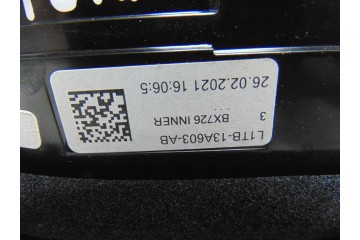 L1TB-13A603-AB
3 BX726 INNER
26.02.2021 16:06:5